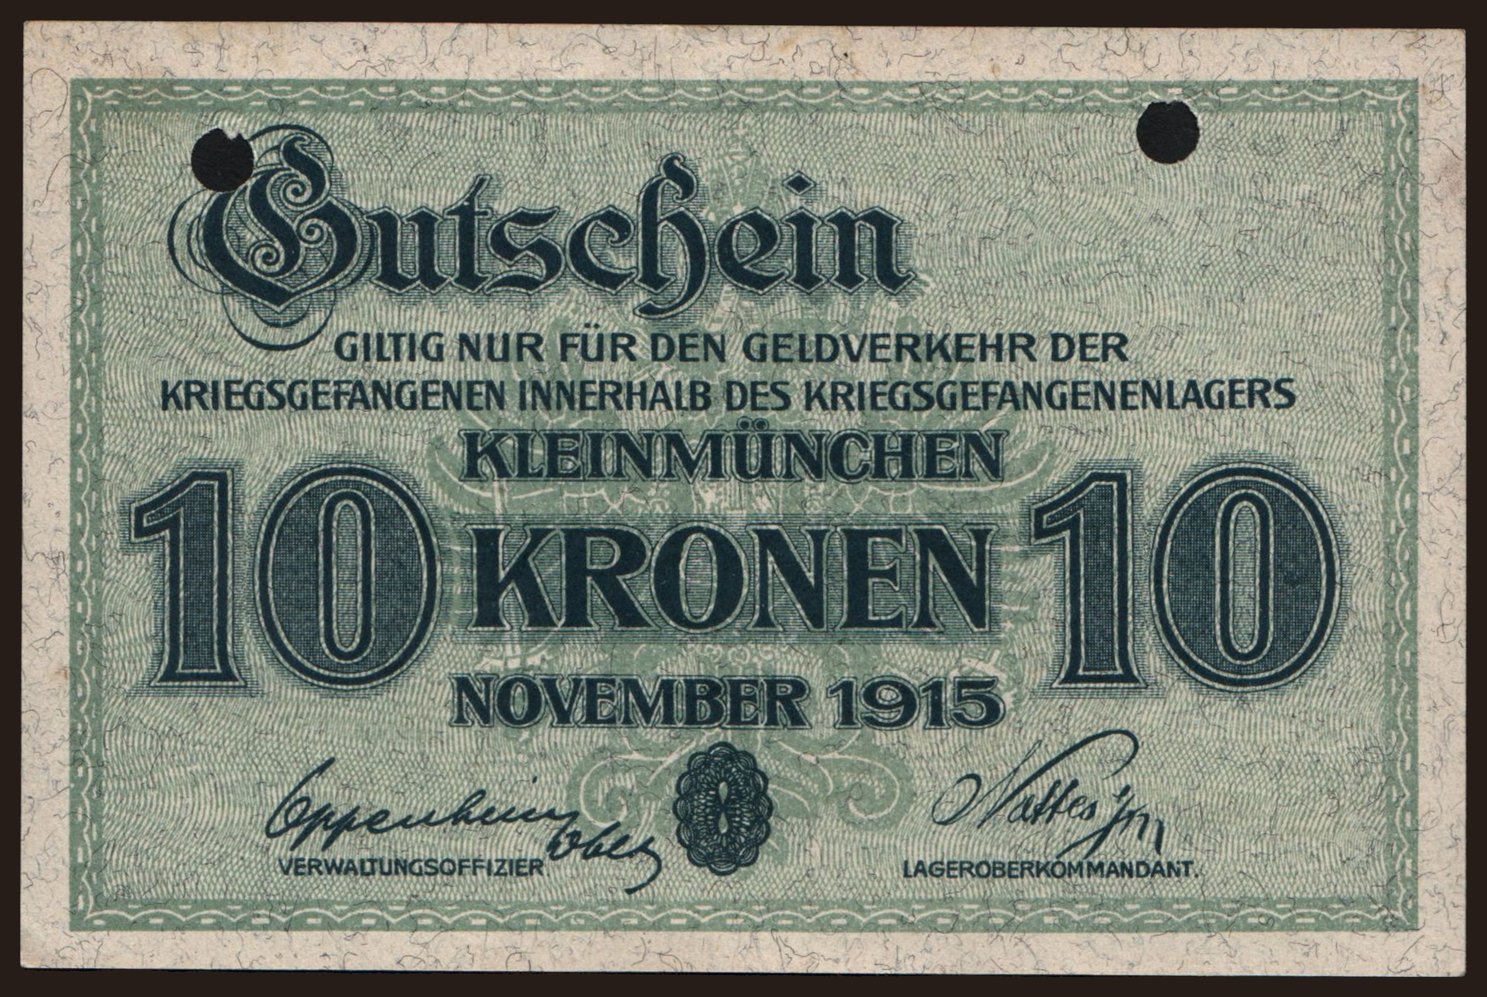 Gutschein
GILTIG NUR FÜR DEN GELDVERKEHR DER
KRIEGSGEFANGENEN INNERHALB DES KRIEGSGEFANGENENLAGERS
KLEINMÜNCHEN
10 KRONEN 10
NOVEMBER 1915
Oppenheim
VERWALTUNGSOFFIZIER
LAGEROBERKOMMANDANT.